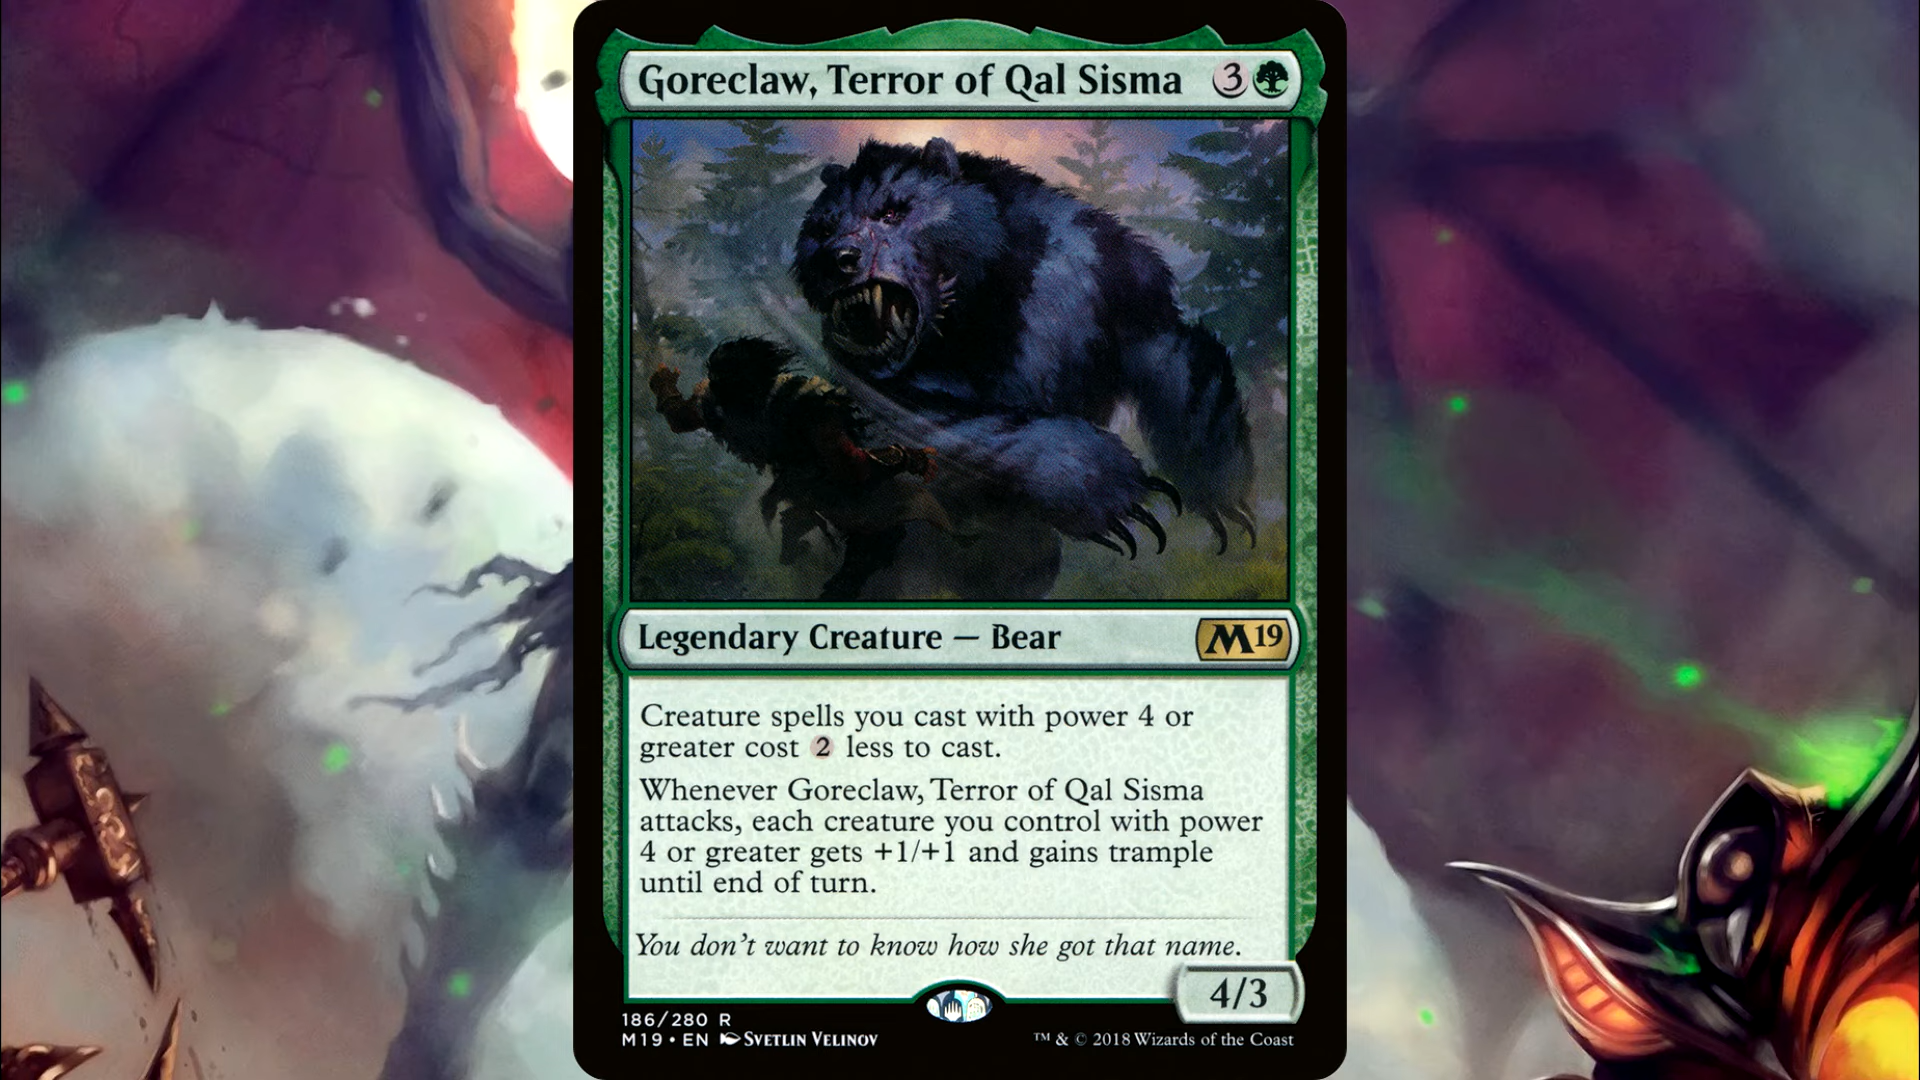 Goreclaw, Terror of Qal Sisma 3
Legendary Creature — Bear M19
Creature spells you cast with power 4 or
greater cost 2 less to cast.
Whenever Goreclaw, Terror of Qal Sisma
attacks, each creature you control with power
4 or greater gets +1/+1 and gains trample
until end of turn.
You don't want to know how she got that name.
4/3
186/280 R
M19 • EN Svetlin Velinov
™ & © 2018 Wizards of the Coast